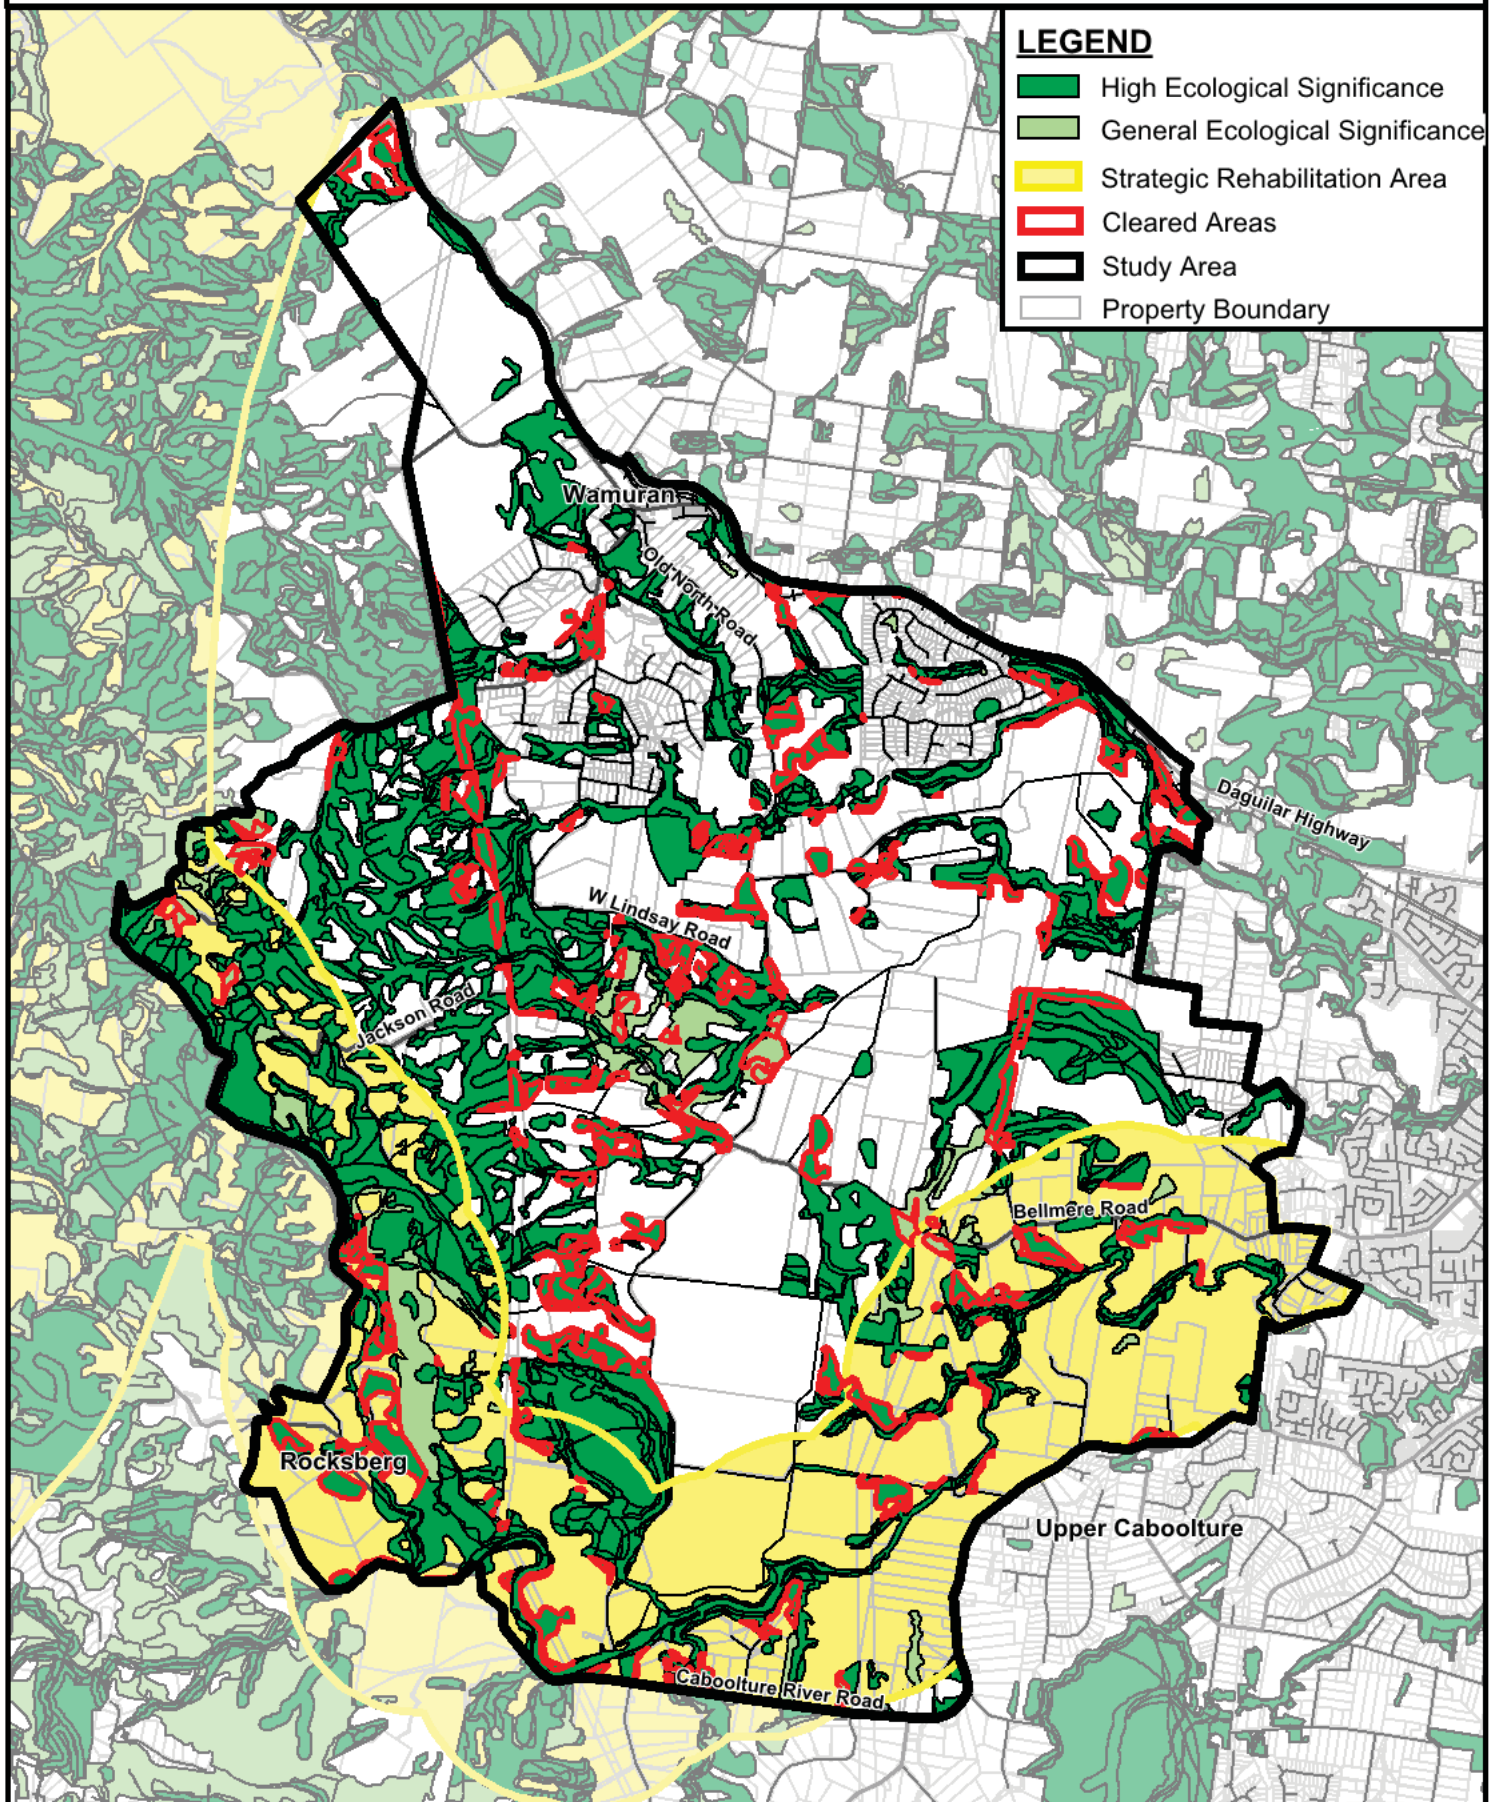 LEGEND
High Ecological Significance
General Ecological Significance
Strategic Rehabilitation Area
Cleared Areas
Study Area
Property Boundary
Wamuran
Old North Road
Daguilar Highway
W Lindsay Road
Jackson Road
Bellmere Road
Rocksberg
Upper Caboolture
Caboolture River Road